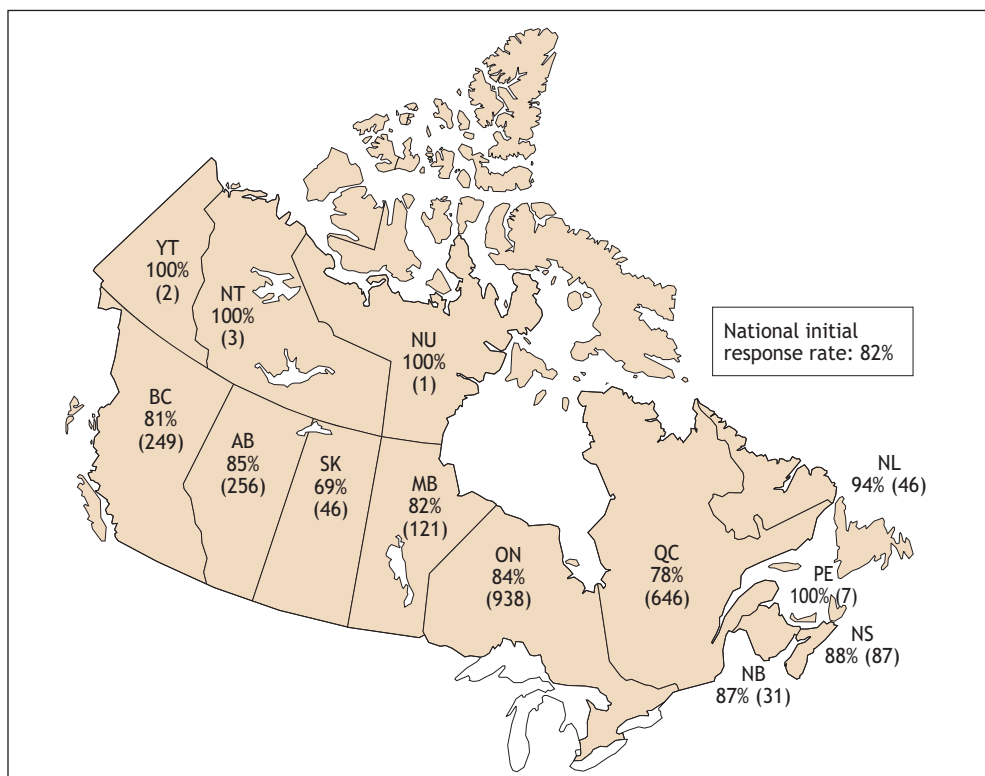 YT
100%
(2)
NT
100%
(3)
NU
100%
(1)
National initial
response rate: 82%
BC
81%
(249)
AB
85%
(256)
SK
69%
(46)
MB
82%
(121)
ON
84%
(938)
QC
78%
(646)
NL
94% (46)
PE
100% (7)
NS
88% (87)
NB
87% (31)